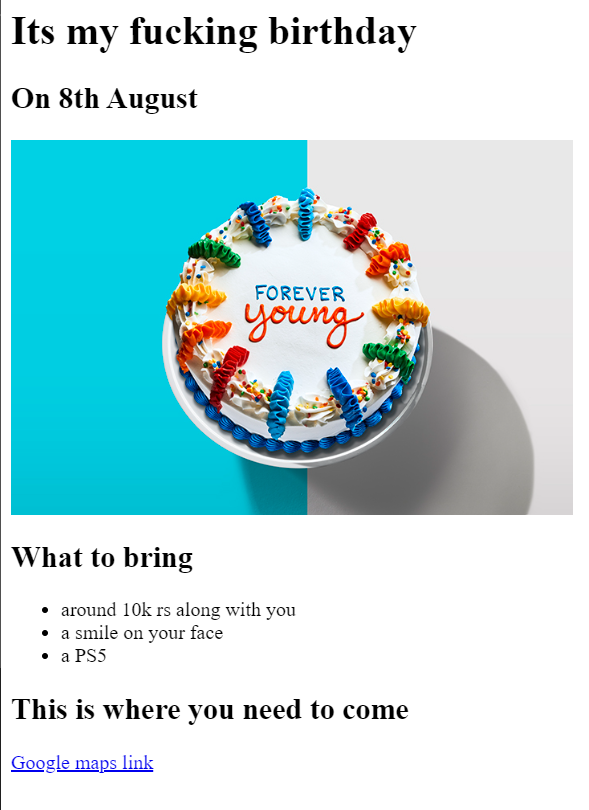 Its my fucking birthday
On 8th August
FOREVER
young
What to bring
around 10k rs along with you
a smile on your face
a PS5
This is where you need to come
Google maps link